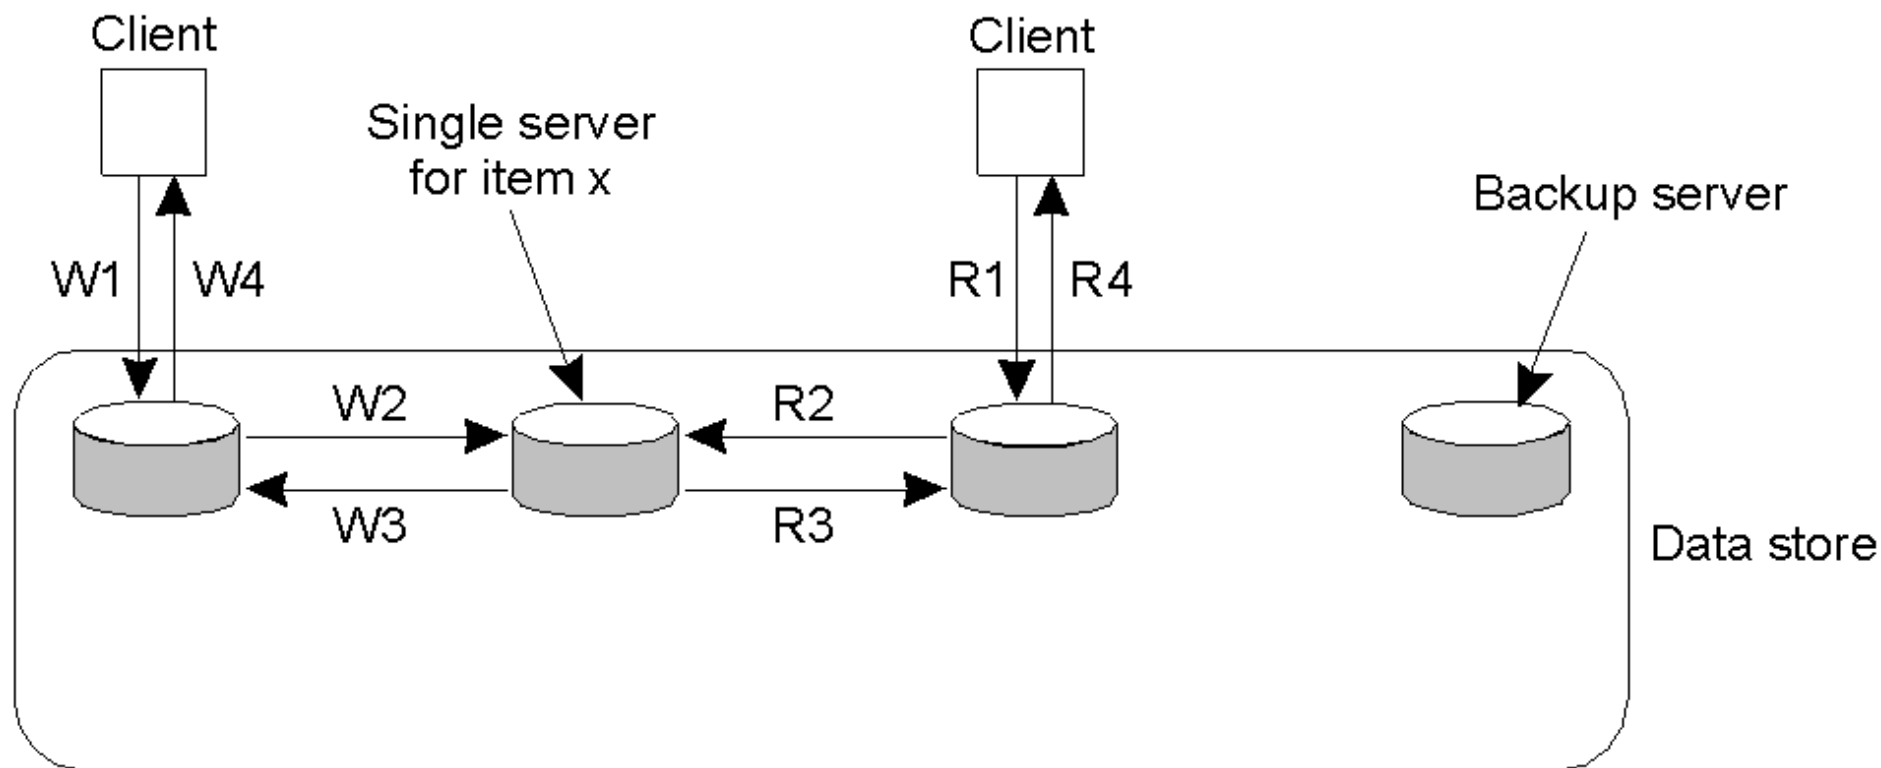 Client
Client
Single server
for item x
Backup server
W1
W4
R1
R4
W2
R2
W3
R3
Data store